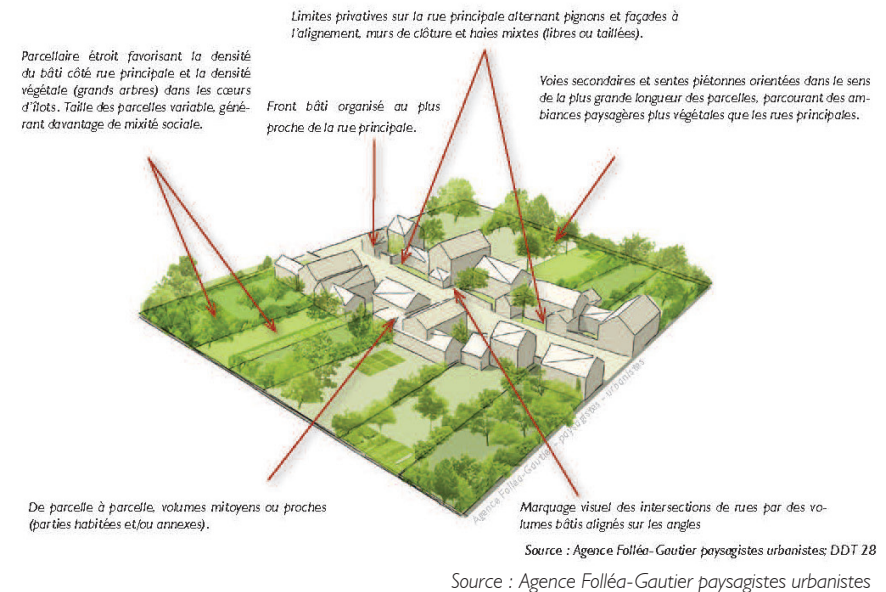 Limites privatives sur la rue principale alternant pignons et façades à
l'alignement, murs de clôture et haies mixtes (libres ou taillées).
Parcellaire étroit favorisant la densité
du bâti côté rue principale et la densité
végétale (grands arbres) dans les cœurs
d'îlots. Taille des parcelles variable, géné-
rant davantage de mixité sociale.
Front bâti organisé au plus
proche de la rue principale.
Voies secondaires et sentes piétonnes orientées dans le sens
de la plus grande longueur des parcelles, parcourant des am-
biances paysagères plus végétales que les rues principales.
Agence Folléa-Gautier - paysagistes - urbanistes
De parcelle à parcelle, volumes mitoyens ou proches
(parties habitées et/ou annexes).
Marquage visuel des intersections de rues par des vo-
lumes bâtis alignés sur les angles
Source : Agence Folléa-Gautier paysagistes urbanistes; DDT 28
Source : Agence Folléa-Gautier paysagistes urbanistes